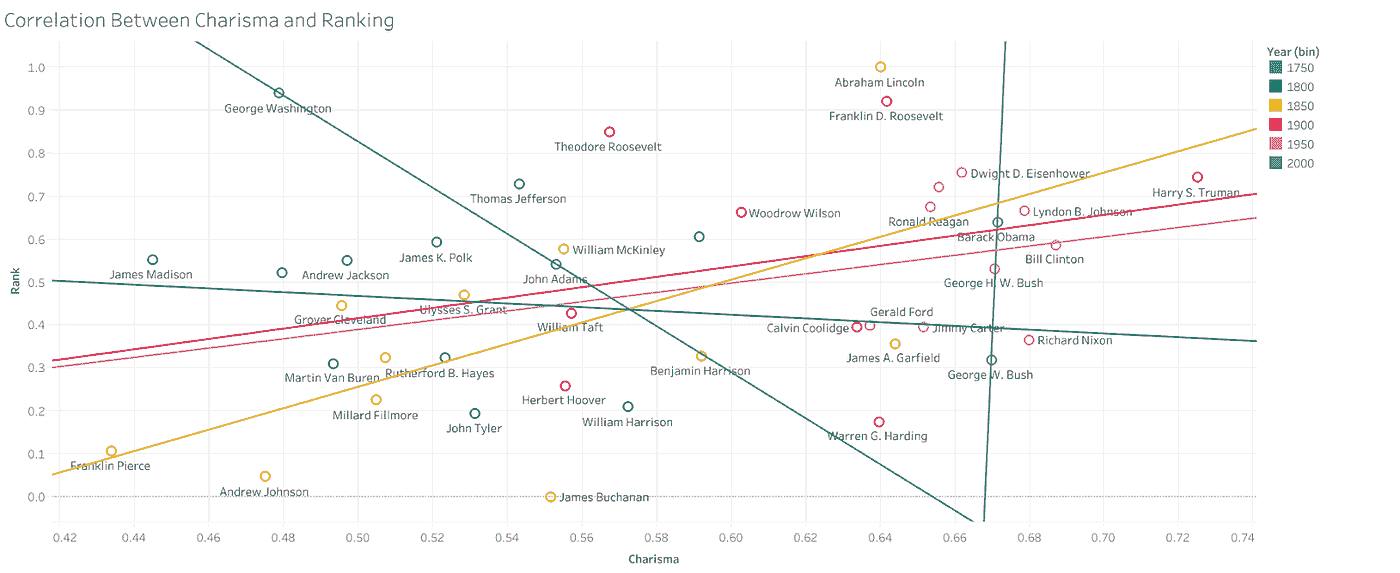 Correlation Between Charisma and Ranking
Year (bin)
1750
1800
1850
1900
1950
2000
Rank
1.0
0.9
0.8
0.7
0.6
0.5
0.4
0.3
0.2
0.1
0.0
Abraham Lincoln
George Washington
Franklin D. Roosevelt
Theodore Roosevelt
Dwight D. Eisenhower
Harry S. Truman
Thomas Jefferson
Woodrow Wilson
Lyndon B. Johnson
Ronald Reagan
Barack Obama
James K. Polk
William McKinley
Bill Clinton
James Madison
Andrew Jackson
John Adams
George H. W. Bush
Ulysses S. Grant
Grover Cleveland
William Taft
Gerald Ford
Calvin Coolidge
Jimmy Carter
Richard Nixon
James A. Garfield
Martin Van Buren
Rutherford B. Hayes
Benjamin Harrison
George W. Bush
Herbert Hoover
Millard Fillmore
William Harrison
John Tyler
Warren G. Harding
Franklin Pierce
Andrew Johnson
James Buchanan
0.42 0.44 0.46 0.48 0.50 0.52 0.54 0.56 0.58 0.60 0.62 0.64 0.66 0.68 0.70 0.72 0.74
Charisma